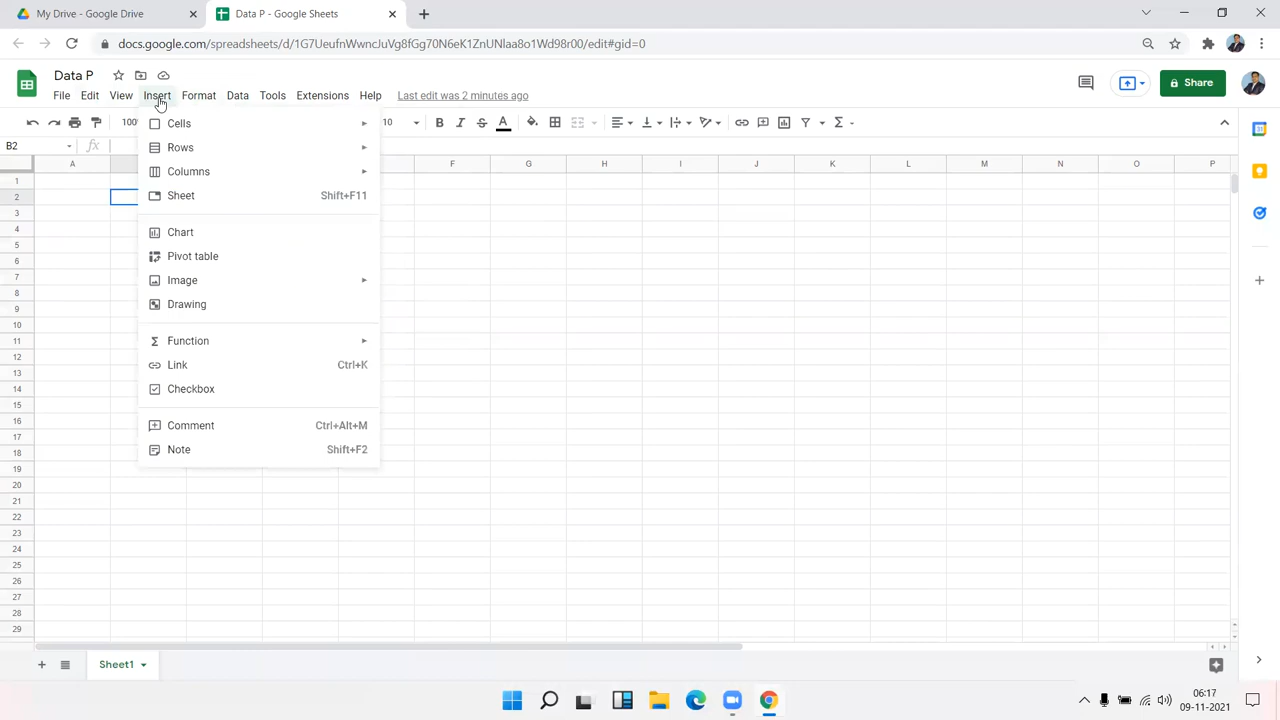 My Drive - Google Drive
Data P - Google Sheets
docs.google.com/spreadsheets/d/1G7UeufnWwncJuVg8fGg70N6eK1ZnUNlaa8o1Wd98r00/edit#gid=0
Data P
File Edit View Insert Format Data Tools Extensions Help Last edit was 2 minutes ago
Share
100
10
B2
A F G H I J K L M N O P
Cells
Rows
Columns
Sheet Shift+F11
Chart
Pivot table
Image
Drawing
Function
Link Ctrl+K
Checkbox
Comment Ctrl+Alt+M
Note Shift+F2
1
2
3
4
5
6
7
8
9
10
11
12
13
14
15
16
17
18
19
20
21
22
23
24
25
26
27
28
29
Sheet1
06:17
09-11-2021